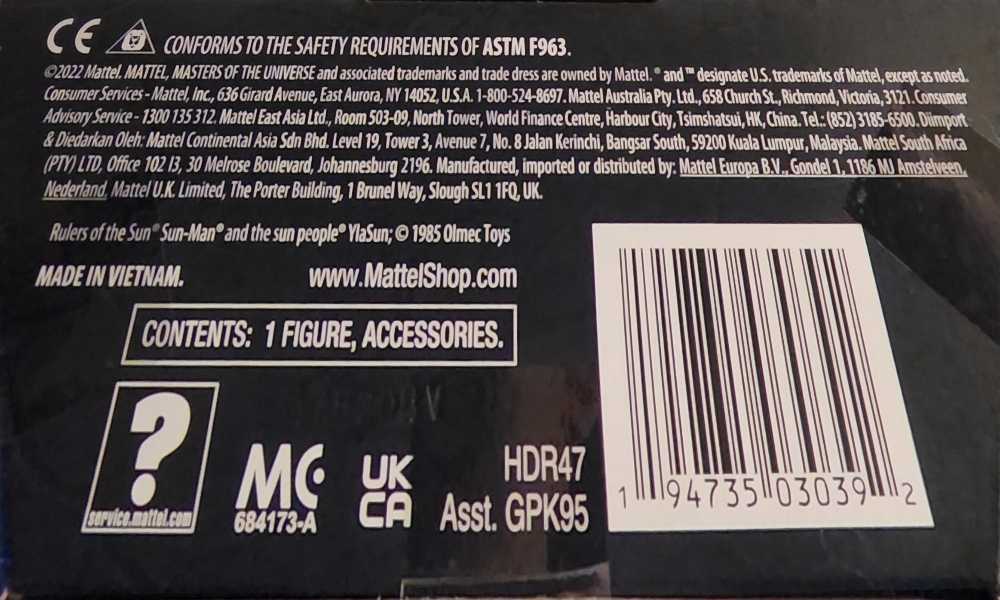 CE CONFORMS TO THE SAFETY REQUIREMENTS OF ASTM F963.
©2022 Mattel. MATTEL, MASTERS OF THE UNIVERSE and associated trademarks and trade dress are owned by Mattel. ® and ™ designate U.S. trademarks of Mattel, except as noted.
Consumer Services - Mattel, Inc., 636 Girard Avenue, East Aurora, NY 14052, U.S.A. 1-800-524-8697. Mattel Australia Pty. Ltd., 658 Church St., Richmond, Victoria, 3121. Consumer
Advisory Service - 1300 135 312. Mattel East Asia Ltd., Room 503-09, North Tower, World Finance Centre, Harbour City, Tsimshatsui, HK, China. Tel.: (852) 3185-6500. Diimport
& Diedarkan Oleh: Mattel Continental Asia Sdn Bhd. Level 19, Tower 3, Avenue 7, No. 8 Jalan Kerinchi, Bangsar South, 59200 Kuala Lumpur, Malaysia. Mattel South Africa
(PTY) LTD, Office 102 I3, 30 Melrose Boulevard, Johannesburg 2196. Manufactured, imported or distributed by: Mattel Europa B.V., Gondel 1, 1186 MJ Amstelveen,
Nederland. Mattel U.K. Limited, The Porter Building, 1 Brunel Way, Slough SL1 1FQ, UK.
Rulers of the Sun® Sun-Man® and the sun people® YlaSun; © 1985 Olmec Toys
MADE IN VIETNAM.
www.MattelShop.com
CONTENTS: 1 FIGURE, ACCESSORIES.
?
service.mattel.com
MC
684173-A
UK
CA
HDR47
Asst. GPK95
1 94735 03039 2